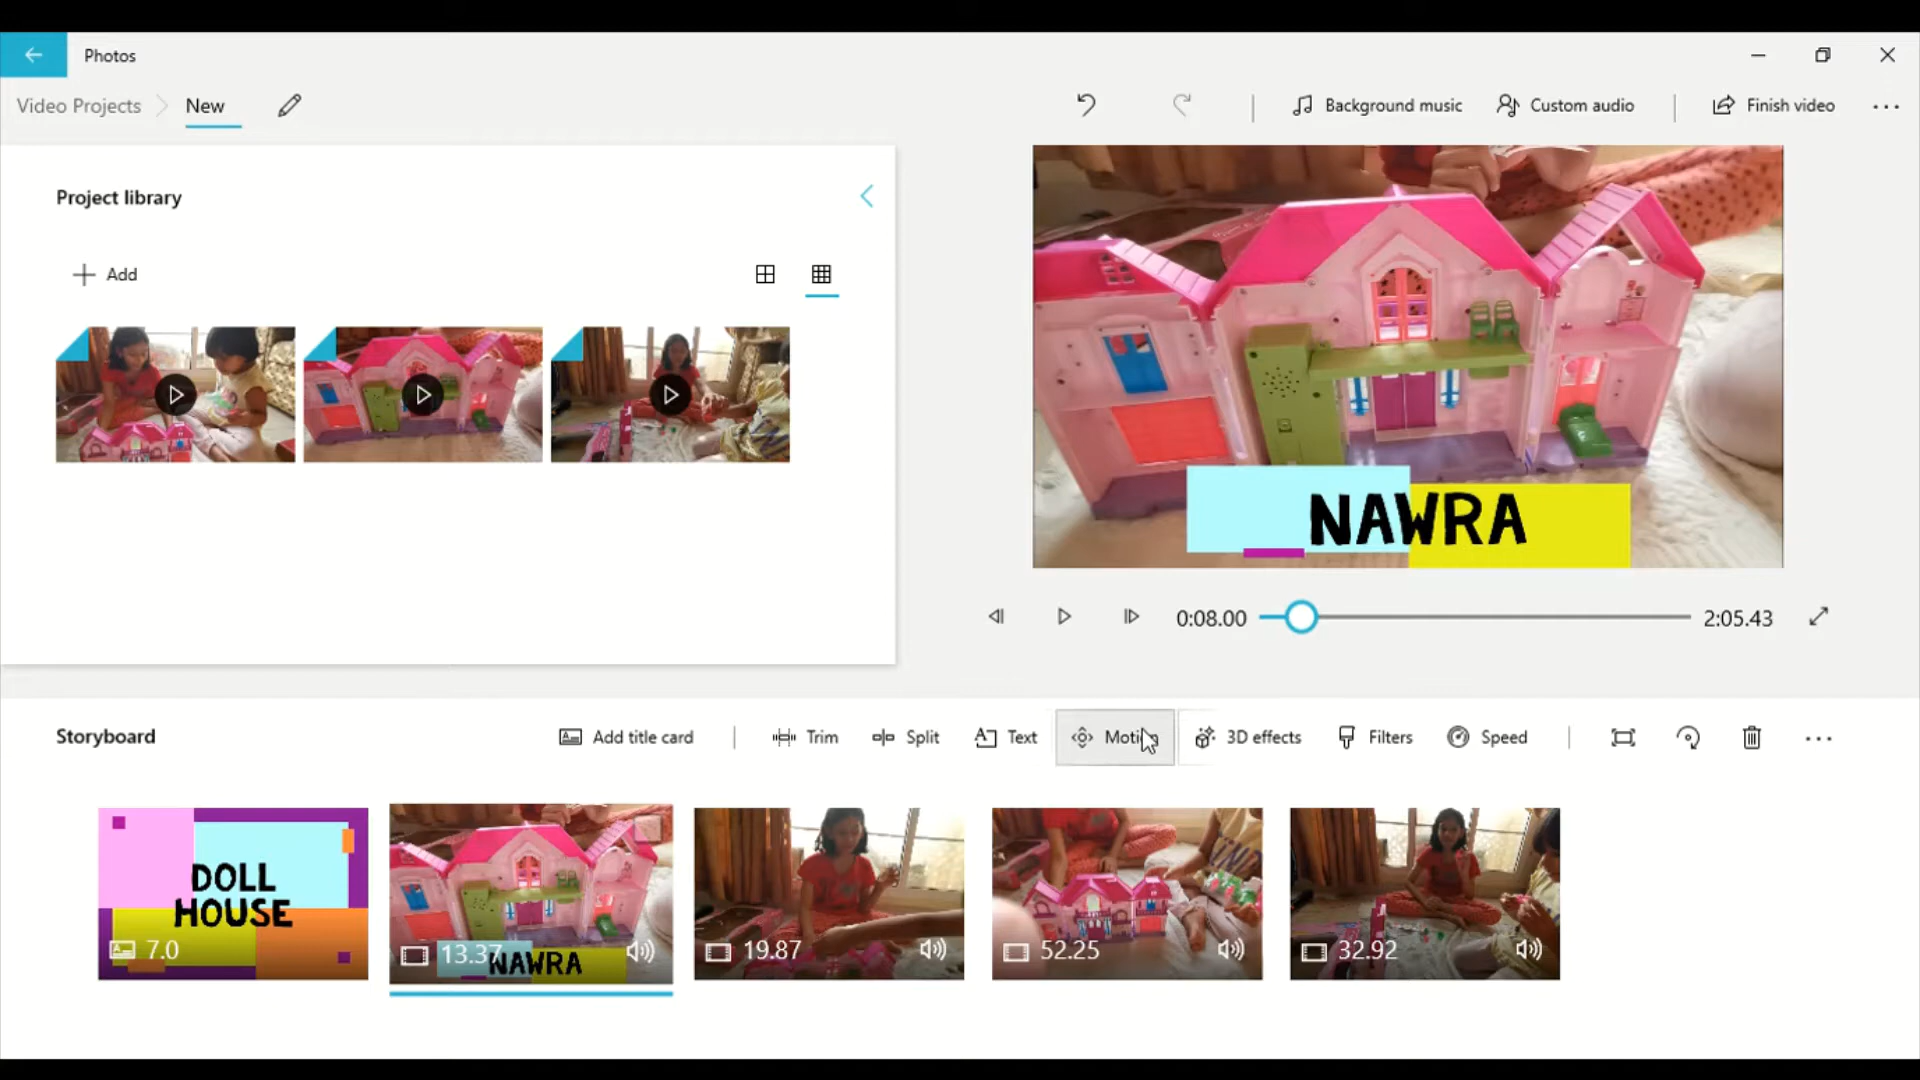 Photos
Video Projects
New
Background music
Custom audio
Finish video
Project library
Add
NAWRA
0:08.00
2:05.43
Storyboard
Add title card
Trim
Split
Text
Motion
3D effects
Filters
Speed
DOLL
HOUSE
7.0
13.37
NAWRA
19.87
52.25
32.92